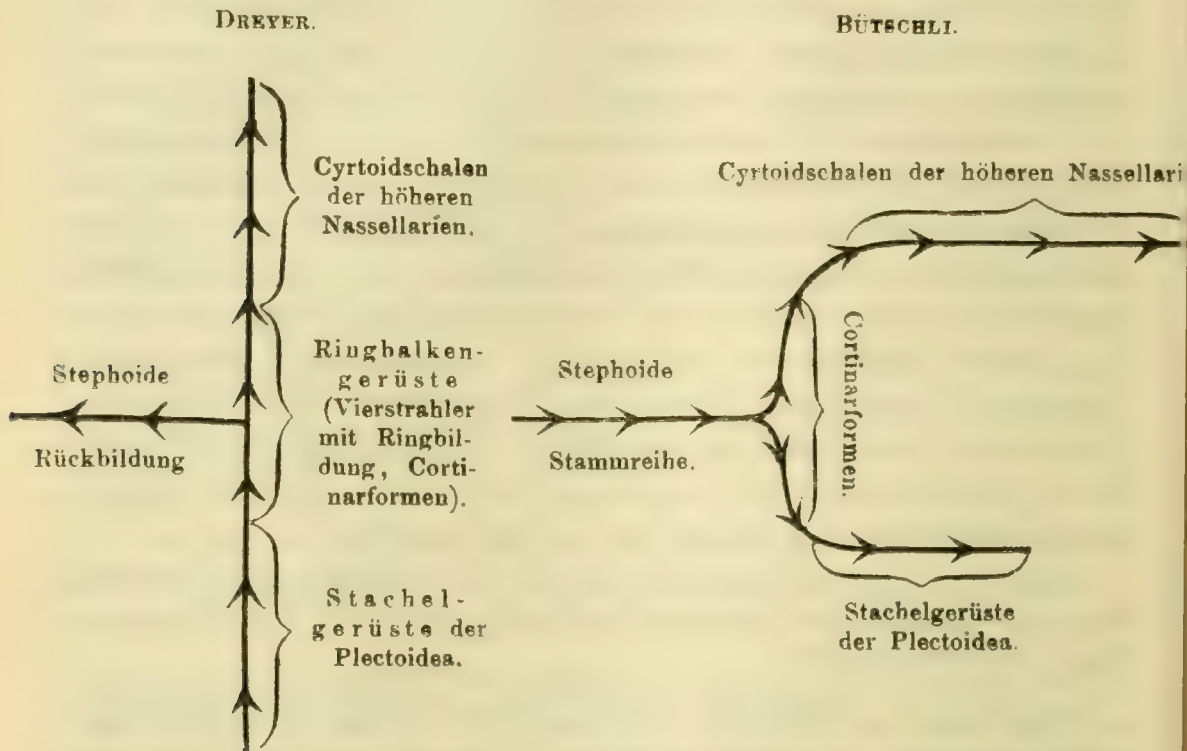 DREYER.
Cyrtoidschalen
der höheren
Nassellarien.
Ringbalken-
gerüste
(Vierstrahler
mit Ringbil-
dung, Corti-
narformen).
Stephoide
Rückbildung
Stachel-
gerüste der
Plectoidea.
BÜTSCHLI.
Cyrtoidschalen der höheren Nassellari
Stephoide
Stammreihe.
Cortinarformen.
Stachelgerüste
der Plectoidea.